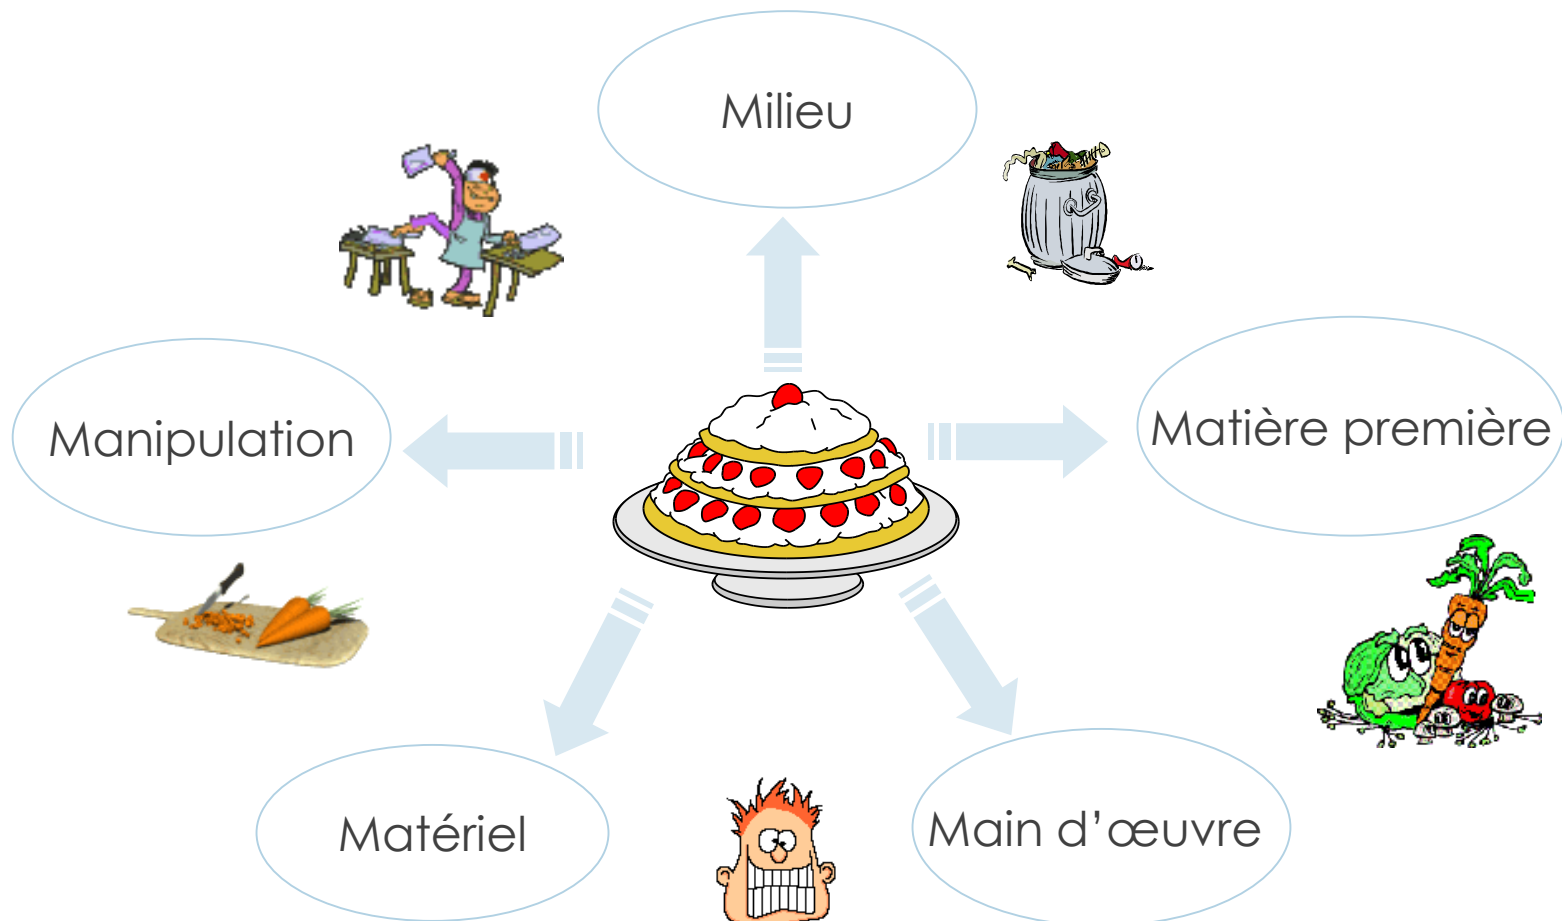 Milieu
Manipulation
Matière première
Matériel
Main d’œuvre